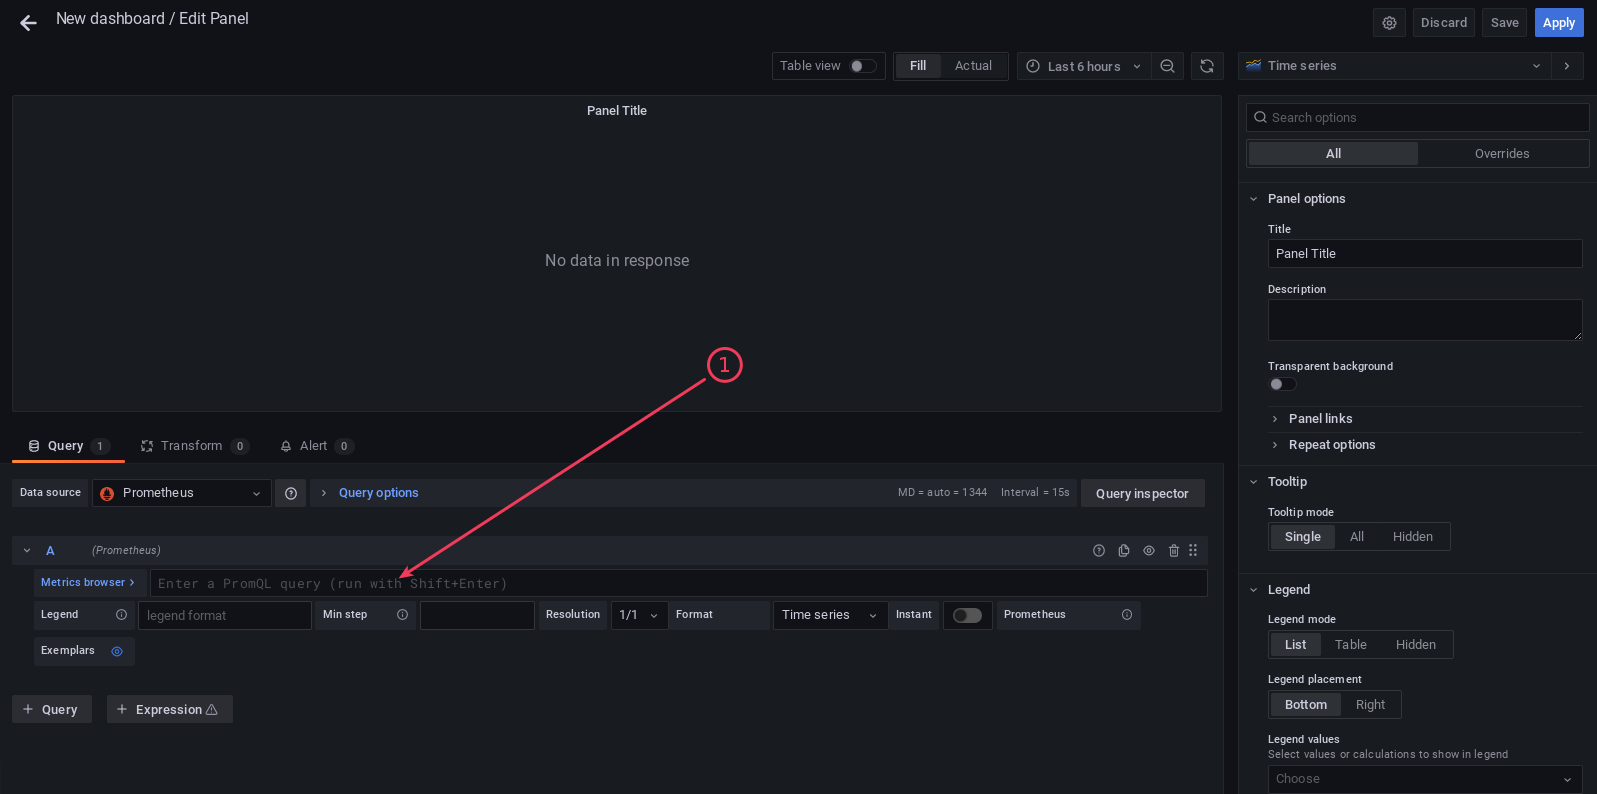 New dashboard / Edit Panel
Discard Save Apply
Table view Fill Actual Last 6 hours Time series
Panel Title
Search options
All Overrides
Panel options
Title
Panel Title
No data in response
Description
1
Transparent background
Panel links
Repeat options
Query 1 Transform 0 Alert 0
Tooltip
Data source Prometheus Query options MD = auto = 1344 Interval = 15s Query inspector
Tooltip mode
Single All Hidden
A (Prometheus)
Metrics browser > Enter a PromQL query (run with Shift+Enter)
Legend
Legend legend format Min step Resolution 1/1 Format Time series Instant Prometheus
Legend mode
List Table Hidden
Exemplars
Legend placement
Bottom Right
+ Query + Expression
Legend values
Select values or calculations to show in legend
Choose